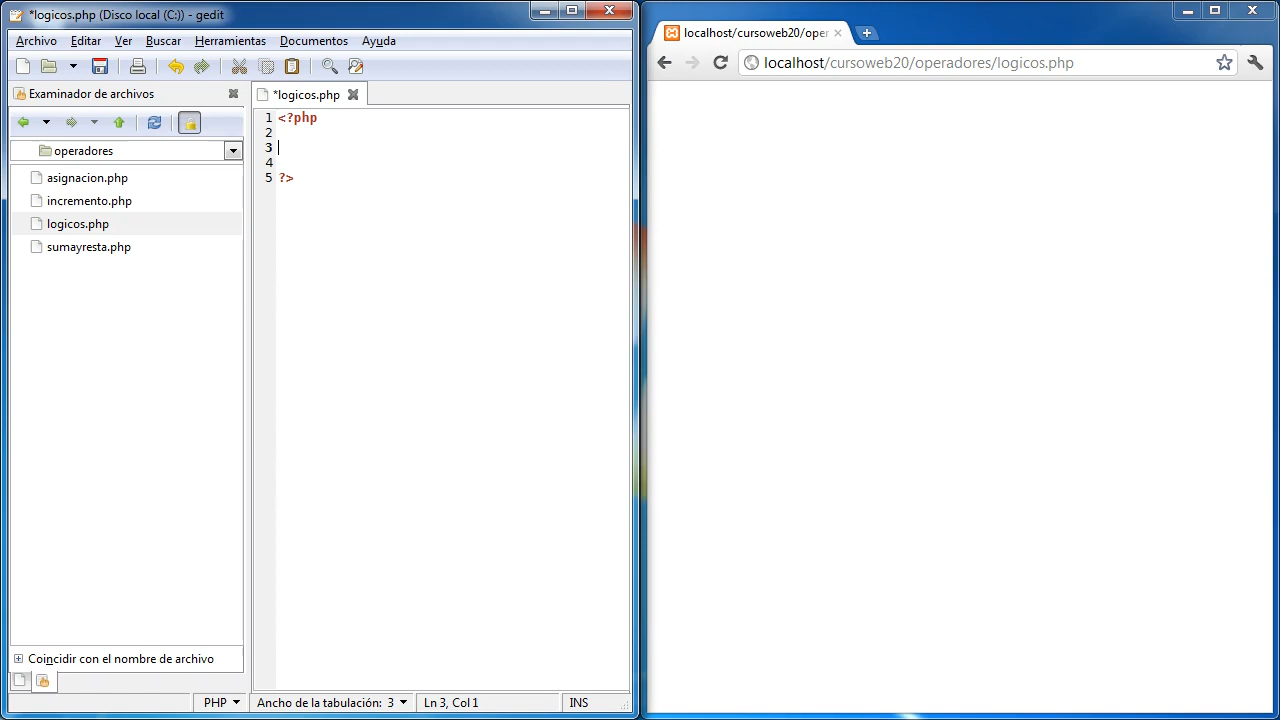 *logicos.php (Disco local (C:)) - gedit
Archivo Editar Ver Buscar Herramientas Documentos Ayuda
Examinador de archivos
operadores
asignacion.php
incremento.php
logicos.php
sumayresta.php
Coincidir con el nombre de archivo
*logicos.php
1 <?php
2
3
4
5 ?>
PHP Ancho de la tabulación: 3 Ln 3, Col 1 INS
localhost/cursoweb20/oper
localhost/cursoweb20/operadores/logicos.php